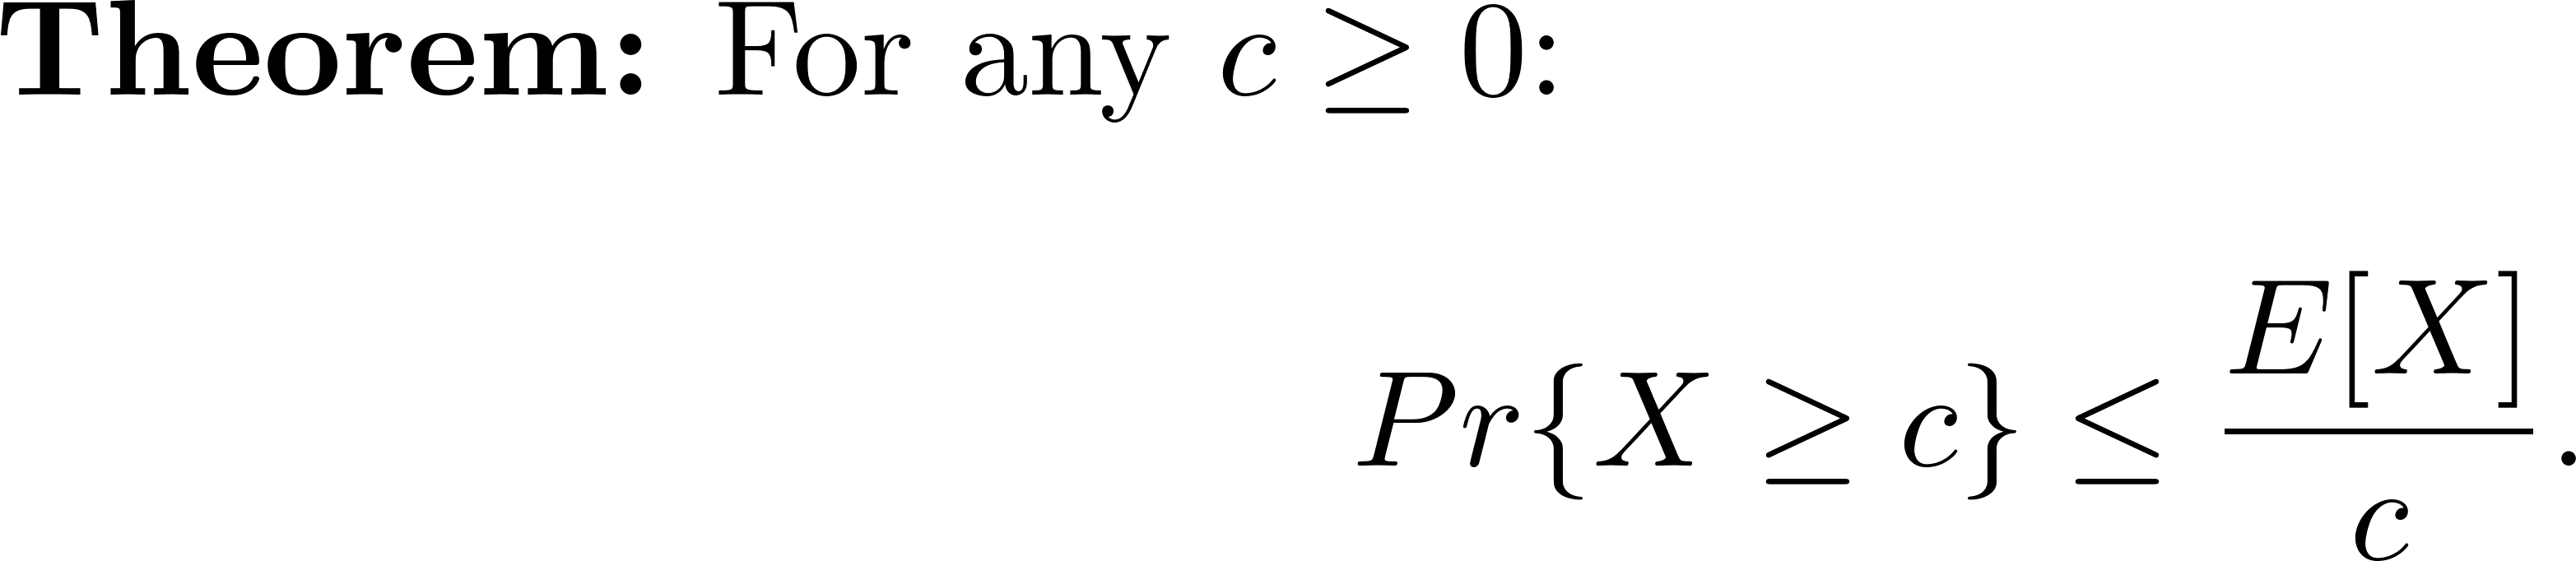 Theorem: For any c ≥ 0:
Pr{X ≥ c} ≤ E[X]/c.